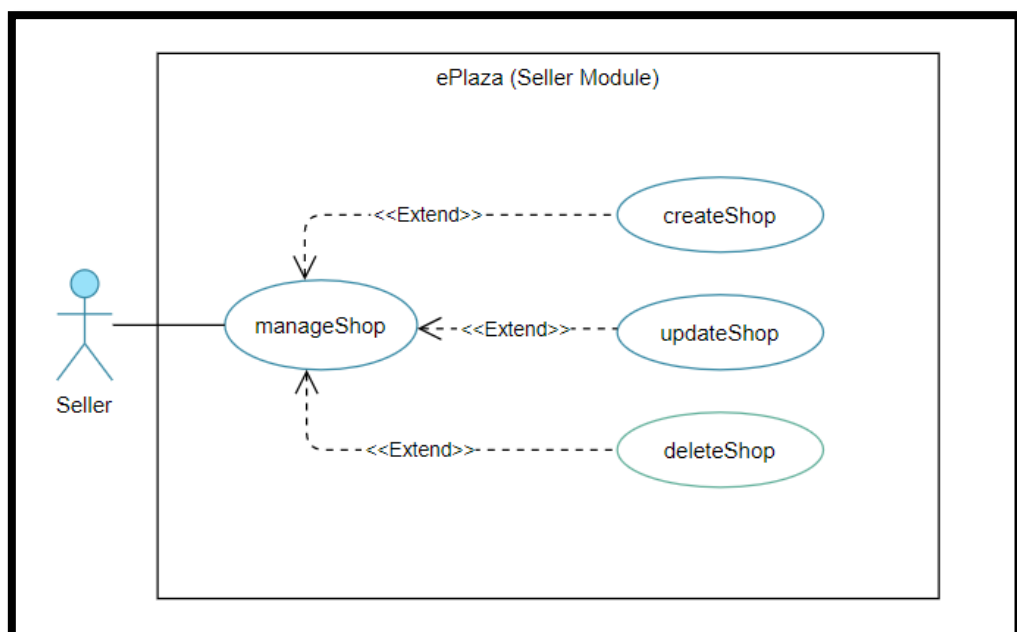 ePlaza (Seller Module)
<<Extend>>
createShop
manageShop
<<Extend>>
updateShop
Seller
<<Extend>>
deleteShop